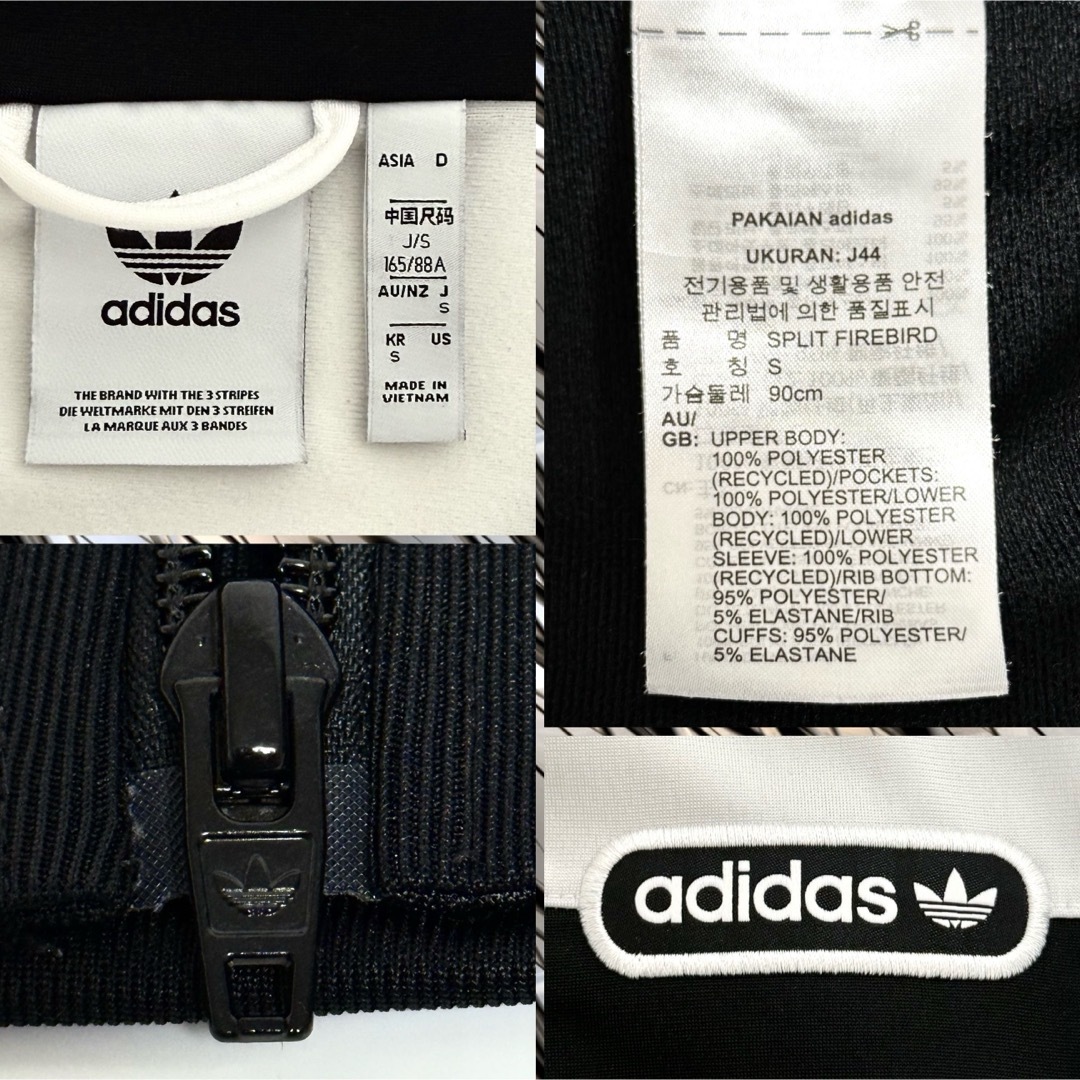 adidas
THE BRAND WITH THE 3 STRIPES
DIE WELTMARKE MIT DEN 3 STREIFEN
LA MARQUE AUX 3 BANDES
ASIA D
中国尺码
J/S
165/88A
AU/NZ J
S
KR US
S
MADE IN
VIETNAM
PAKAIAN adidas
UKURAN: J44
전기용품 및 생활용품 안전
관리법에 의한 품질표시
품 명 SPLIT FIREBIRD
호 칭 S
가슴둘레 90cm
AU/
GB: UPPER BODY:
100% POLYESTER
(RECYCLED)/POCKETS:
100% POLYESTER/LOWER
BODY: 100% POLYESTER
(RECYCLED)/LOWER
SLEEVE: 100% POLYESTER
(RECYCLED)/RIB BOTTOM:
95% POLYESTER/
5% ELASTANE/RIB
CUFFS: 95% POLYESTER/
5% ELASTANE
adidas